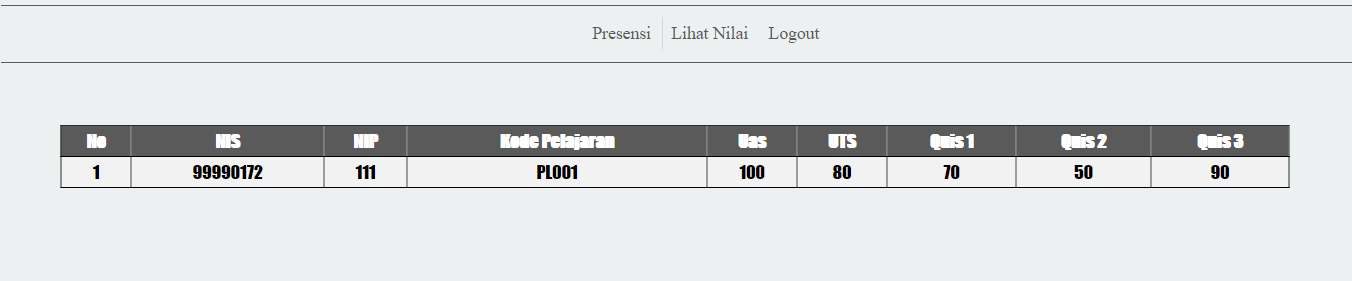 Presensi Lihat Nilai Logout
No NIS NIP Kode Pelajaran Uas UTS Quis 1 Quis 2 Quis 3
1 99990172 111 PL001 100 80 70 50 90